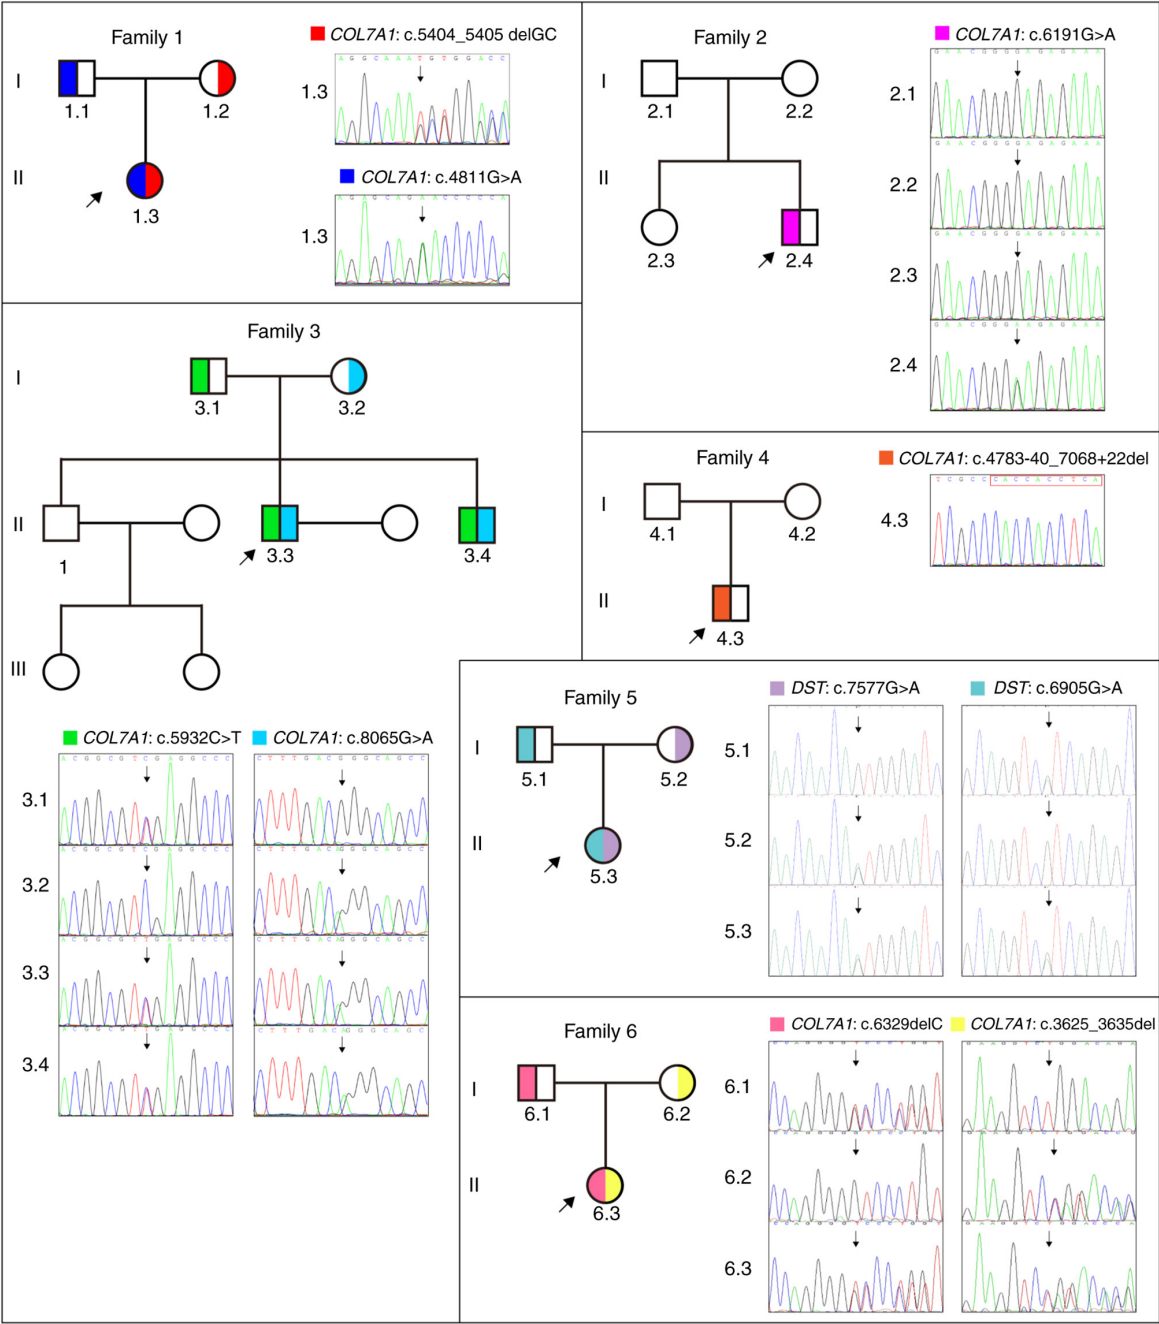 Family 1
COL7A1: c.5404_5405 delGC
I
1.1
1.2
1.3
A G G C A A A T G T G G A C C
II
1.3
COL7A1: c.4811G>A
1.3
A G A G C A G A A C C C C C A
Family 2
COL7A1: c.6191G>A
I
2.1
2.2
2.1
G A A C G G G G A G A G A A A
II
2.3
2.4
2.2
G A A C G G G G A G A G A A A
2.3
G A A C G G G G A G A G A A A
2.4
G A A C G G G A A G A G A A A
Family 3
I
3.1
3.2
II
1
3.3
3.4
III
COL7A1: c.5932C>T
COL7A1: c.8065G>A
3.1
A C G G C G T C G A G G C C C
C T T T G A C G G G C A G C C
3.2
A C G G C G T C G A G G C C C
C T T T G A C G G G C A G C C
3.3
A C G G C G T T G A G G C C C
C T T T G A C A G G G C A G C C
3.4
Family 4
COL7A1: c.4783-40_7068+22del
I
4.1
4.2
4.3
T C G C C C A C C A C C T C A
II
4.3
Family 5
DST: c.7577G>A
DST: c.6905G>A
I
5.1
5.2
5.1
II
5.3
5.2
5.3
Family 6
COL7A1: c.6329delC
COL7A1: c.3625_3635del
I
6.1
6.2
6.1
II
6.3
6.2
6.3